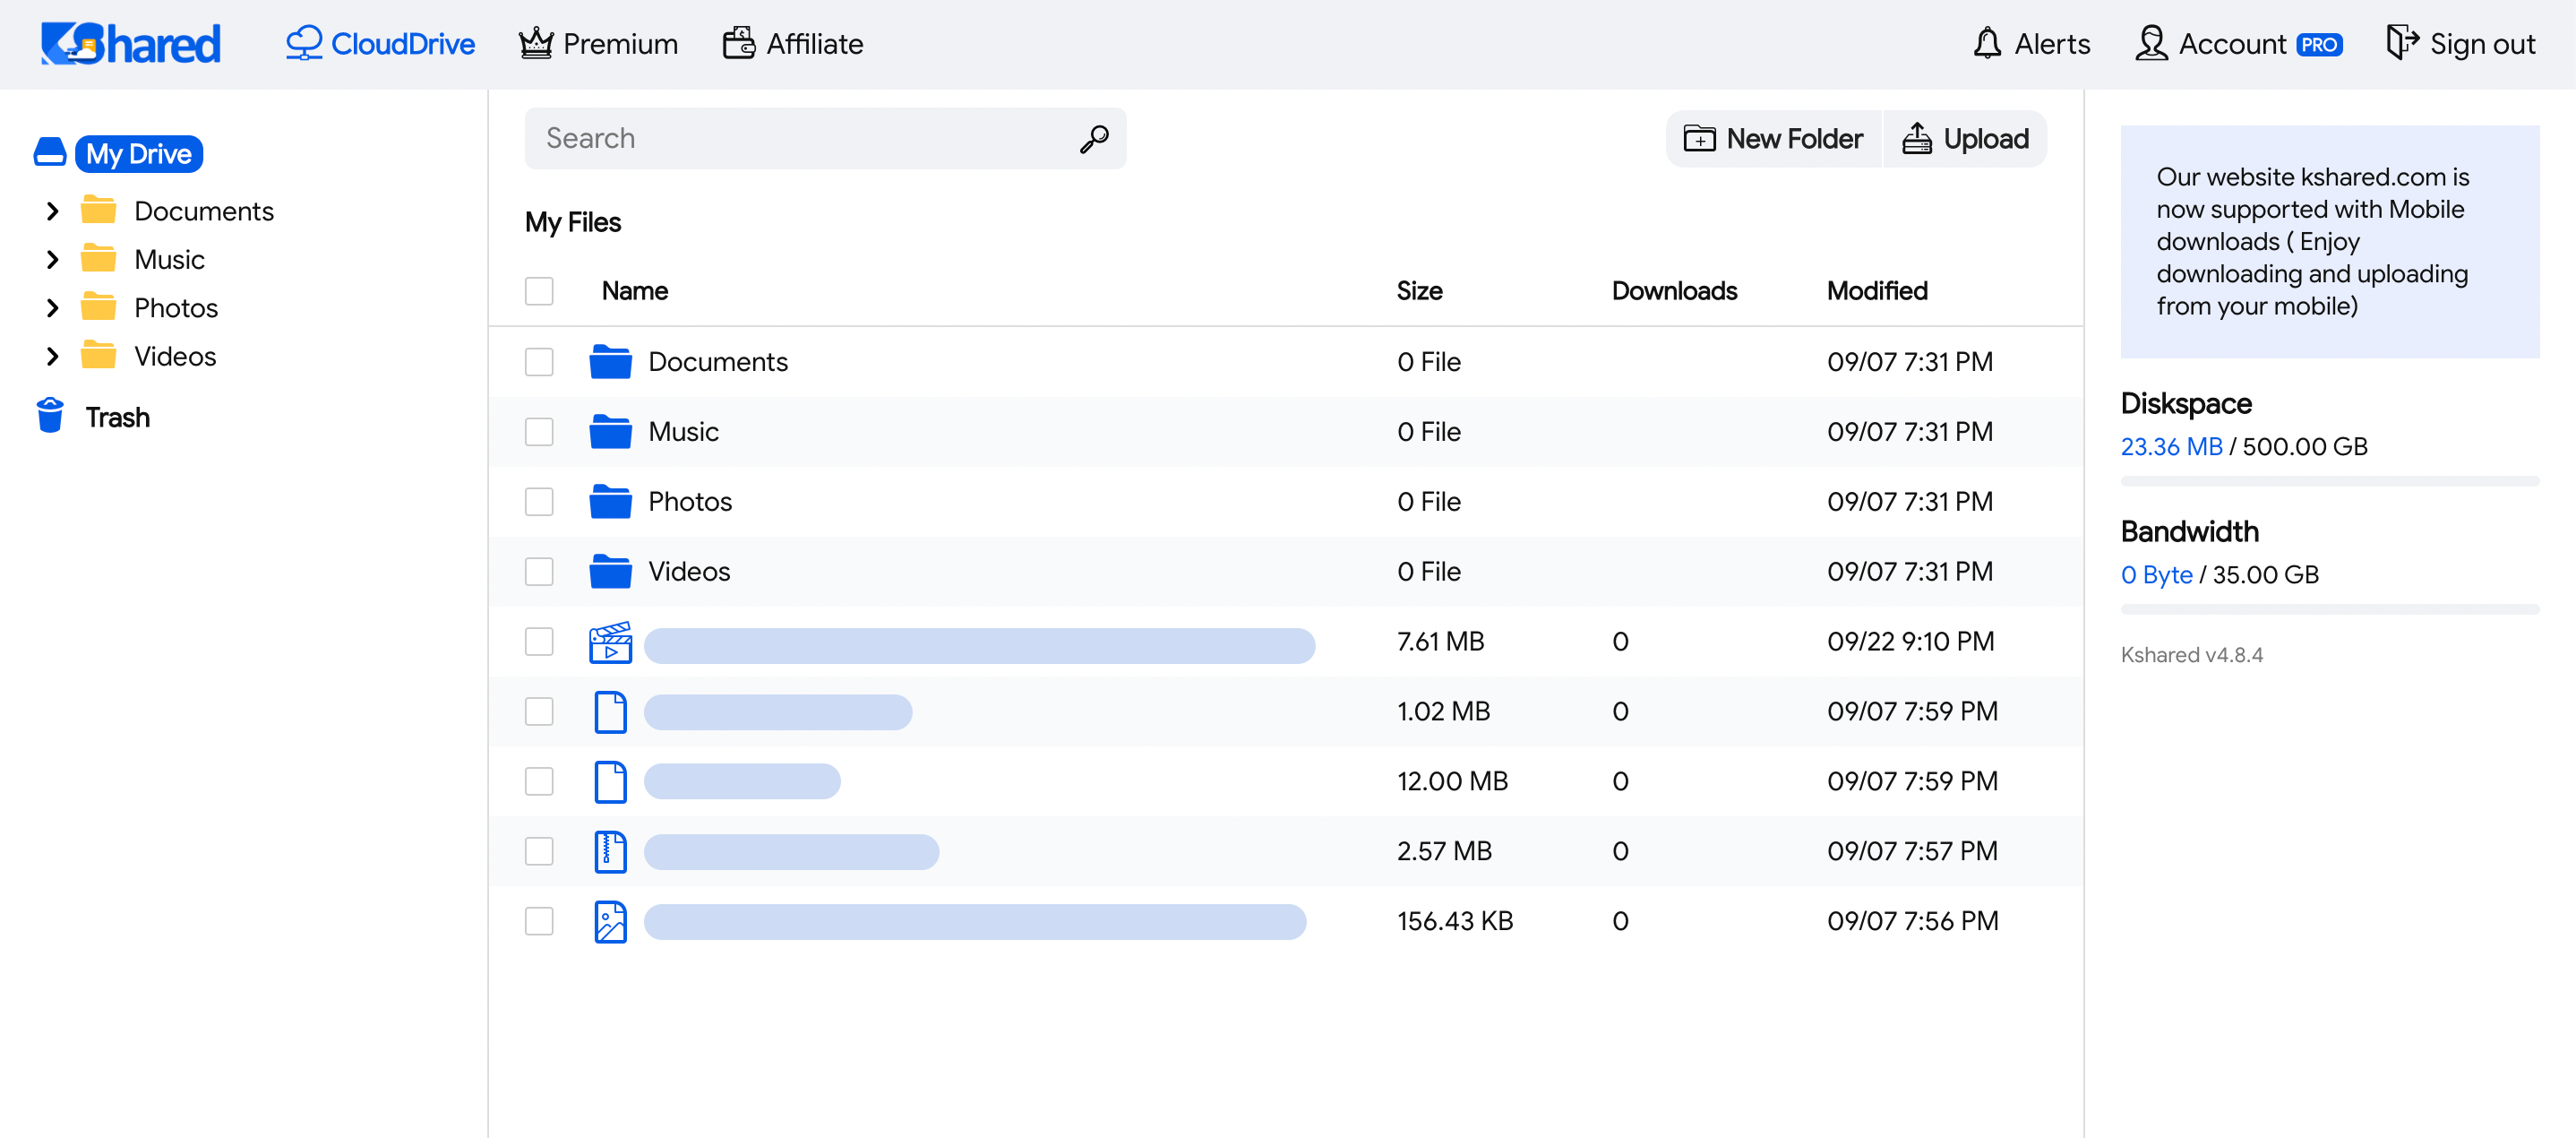 KShared CloudDrive Premium Affiliate Alerts Account PRO Sign out
My Drive
Documents
Music
Photos
Videos
Trash
Search New Folder Upload
My Files
Name Size Downloads Modified
Documents 0 File 09/07 7:31 PM
Music 0 File 09/07 7:31 PM
Photos 0 File 09/07 7:31 PM
Videos 0 File 09/07 7:31 PM
7.61 MB 0 09/22 9:10 PM
1.02 MB 0 09/07 7:59 PM
12.00 MB 0 09/07 7:59 PM
2.57 MB 0 09/07 7:57 PM
156.43 KB 0 09/07 7:56 PM
Our website kshared.com is
now supported with Mobile
downloads ( Enjoy
downloading and uploading
from your mobile)
Diskspace
23.36 MB / 500.00 GB
Bandwidth
0 Byte / 35.00 GB
Kshared v4.8.4